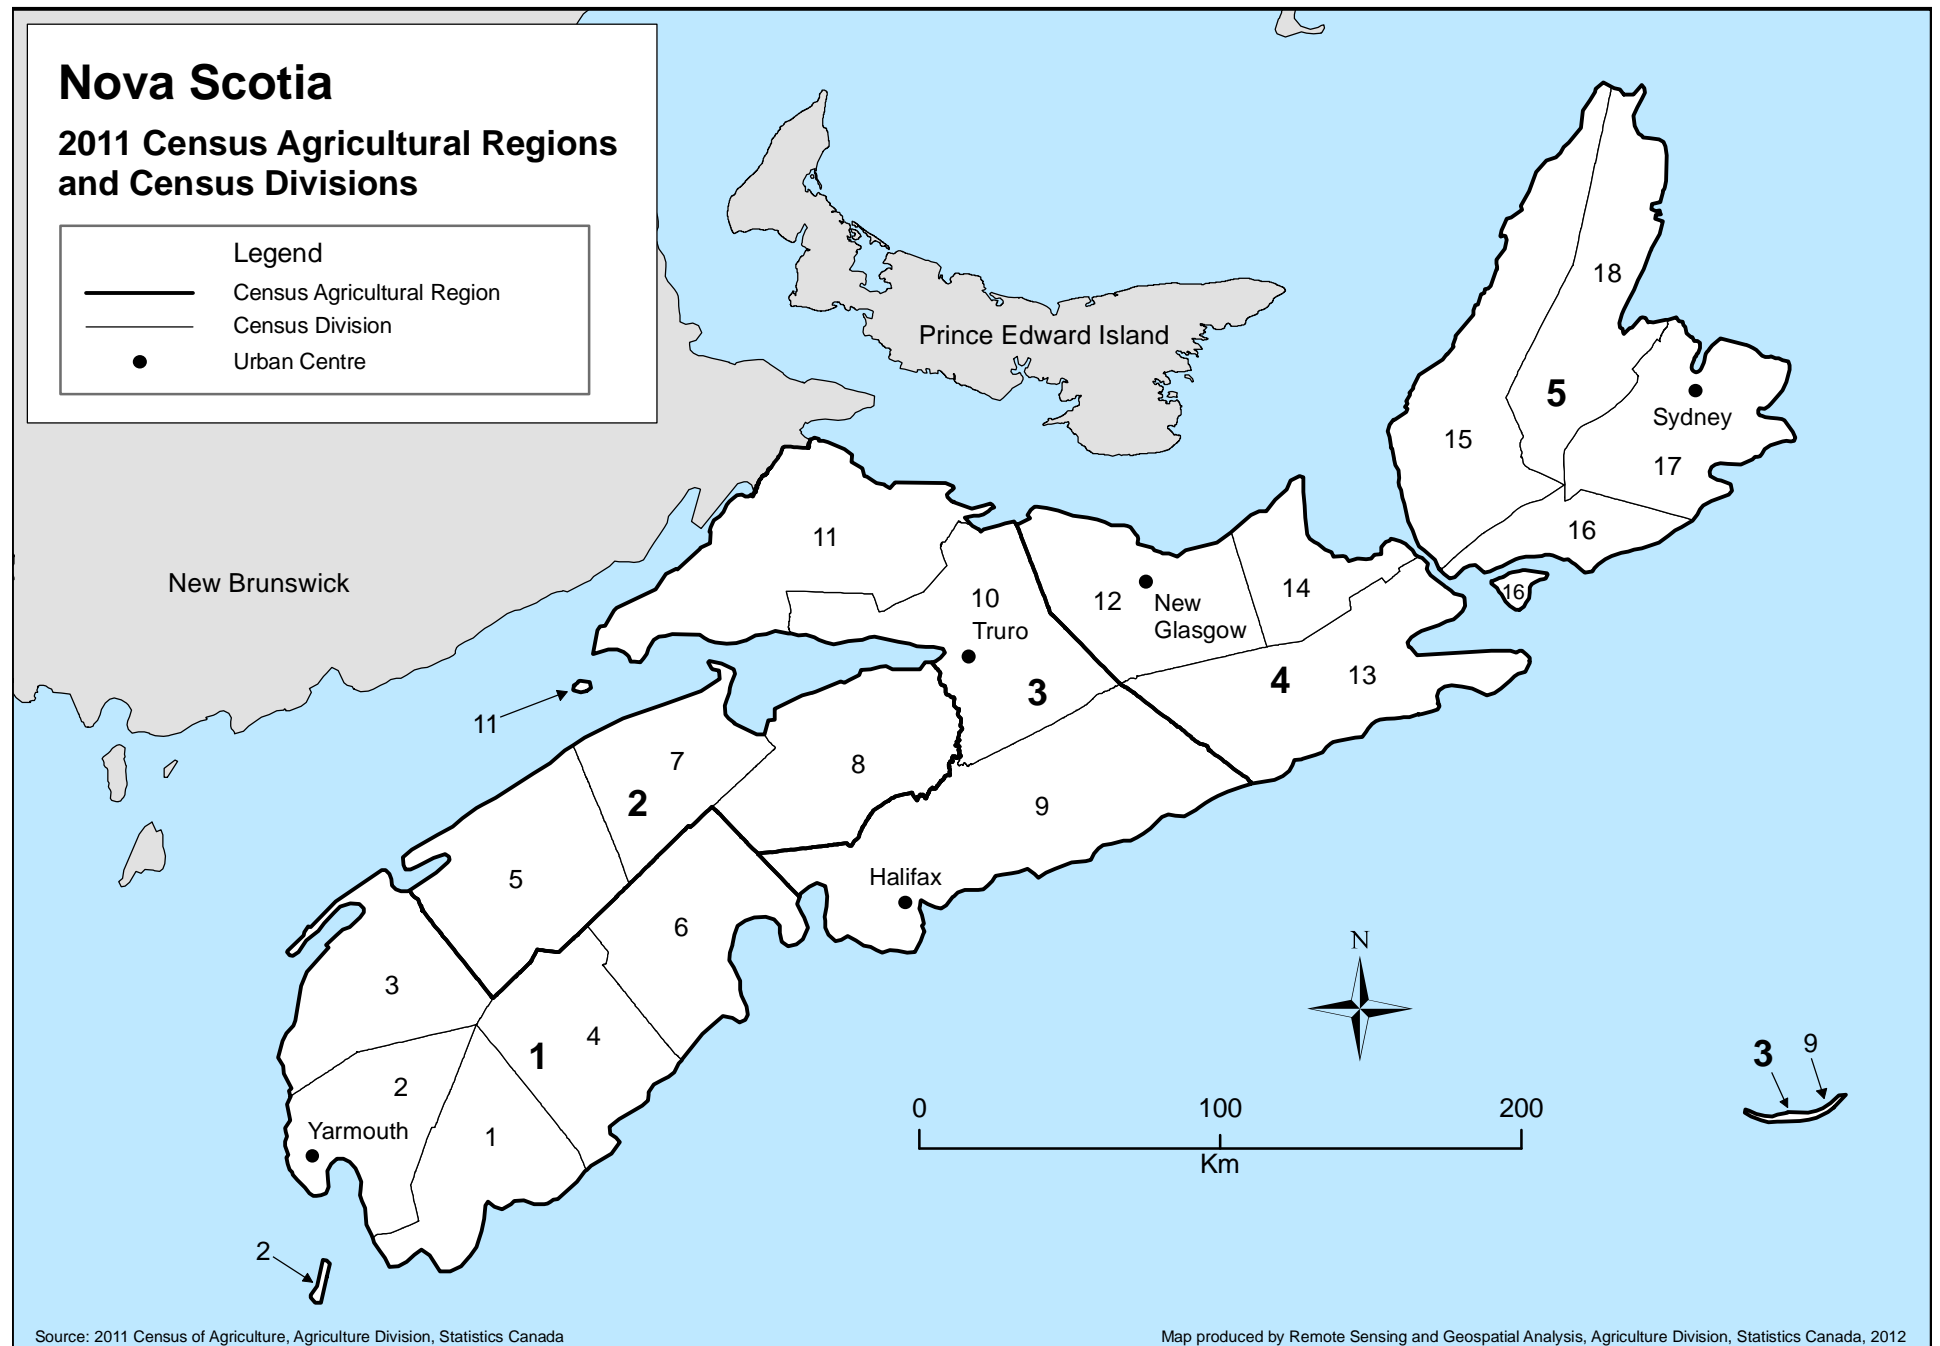 Nova Scotia
2011 Census Agricultural Regions
and Census Divisions
Legend
Census Agricultural Region
Census Division
Urban Centre
Prince Edward Island
New Brunswick
18
5
Sydney
15
17
16
16
11
10
Truro
12
New
Glasgow
14
3
4
13
11
7
2
8
9
5
Halifax
6
3
4
1
2
Yarmouth
1
2
N
3
9
0
100
200
Km
Source: 2011 Census of Agriculture, Agriculture Division, Statistics Canada
Map produced by Remote Sensing and Geospatial Analysis, Agriculture Division, Statistics Canada, 2012